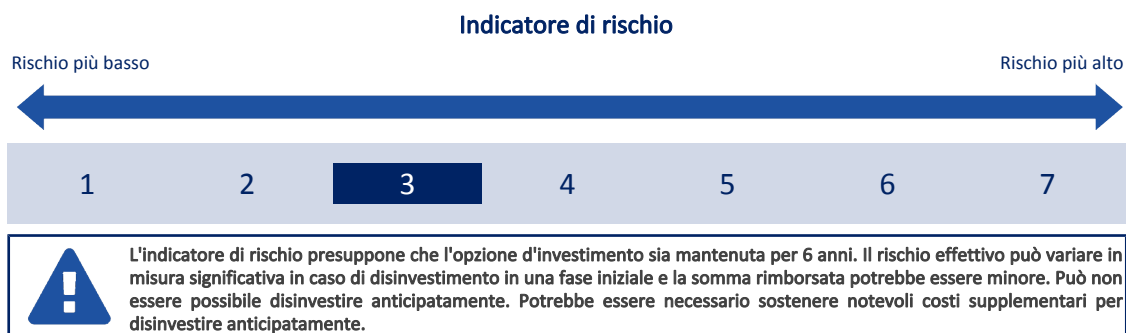 Indicatore di rischio
Rischio più basso Rischio più alto
1 2 3 4 5 6 7
L'indicatore di rischio presuppone che l'opzione d'investimento sia mantenuta per 6 anni. Il rischio effettivo può variare in
misura significativa in caso di disinvestimento in una fase iniziale e la somma rimborsata potrebbe essere minore. Può non
essere possibile disinvestire anticipatamente. Potrebbe essere necessario sostenere notevoli costi supplementari per
disinvestire anticipatamente.